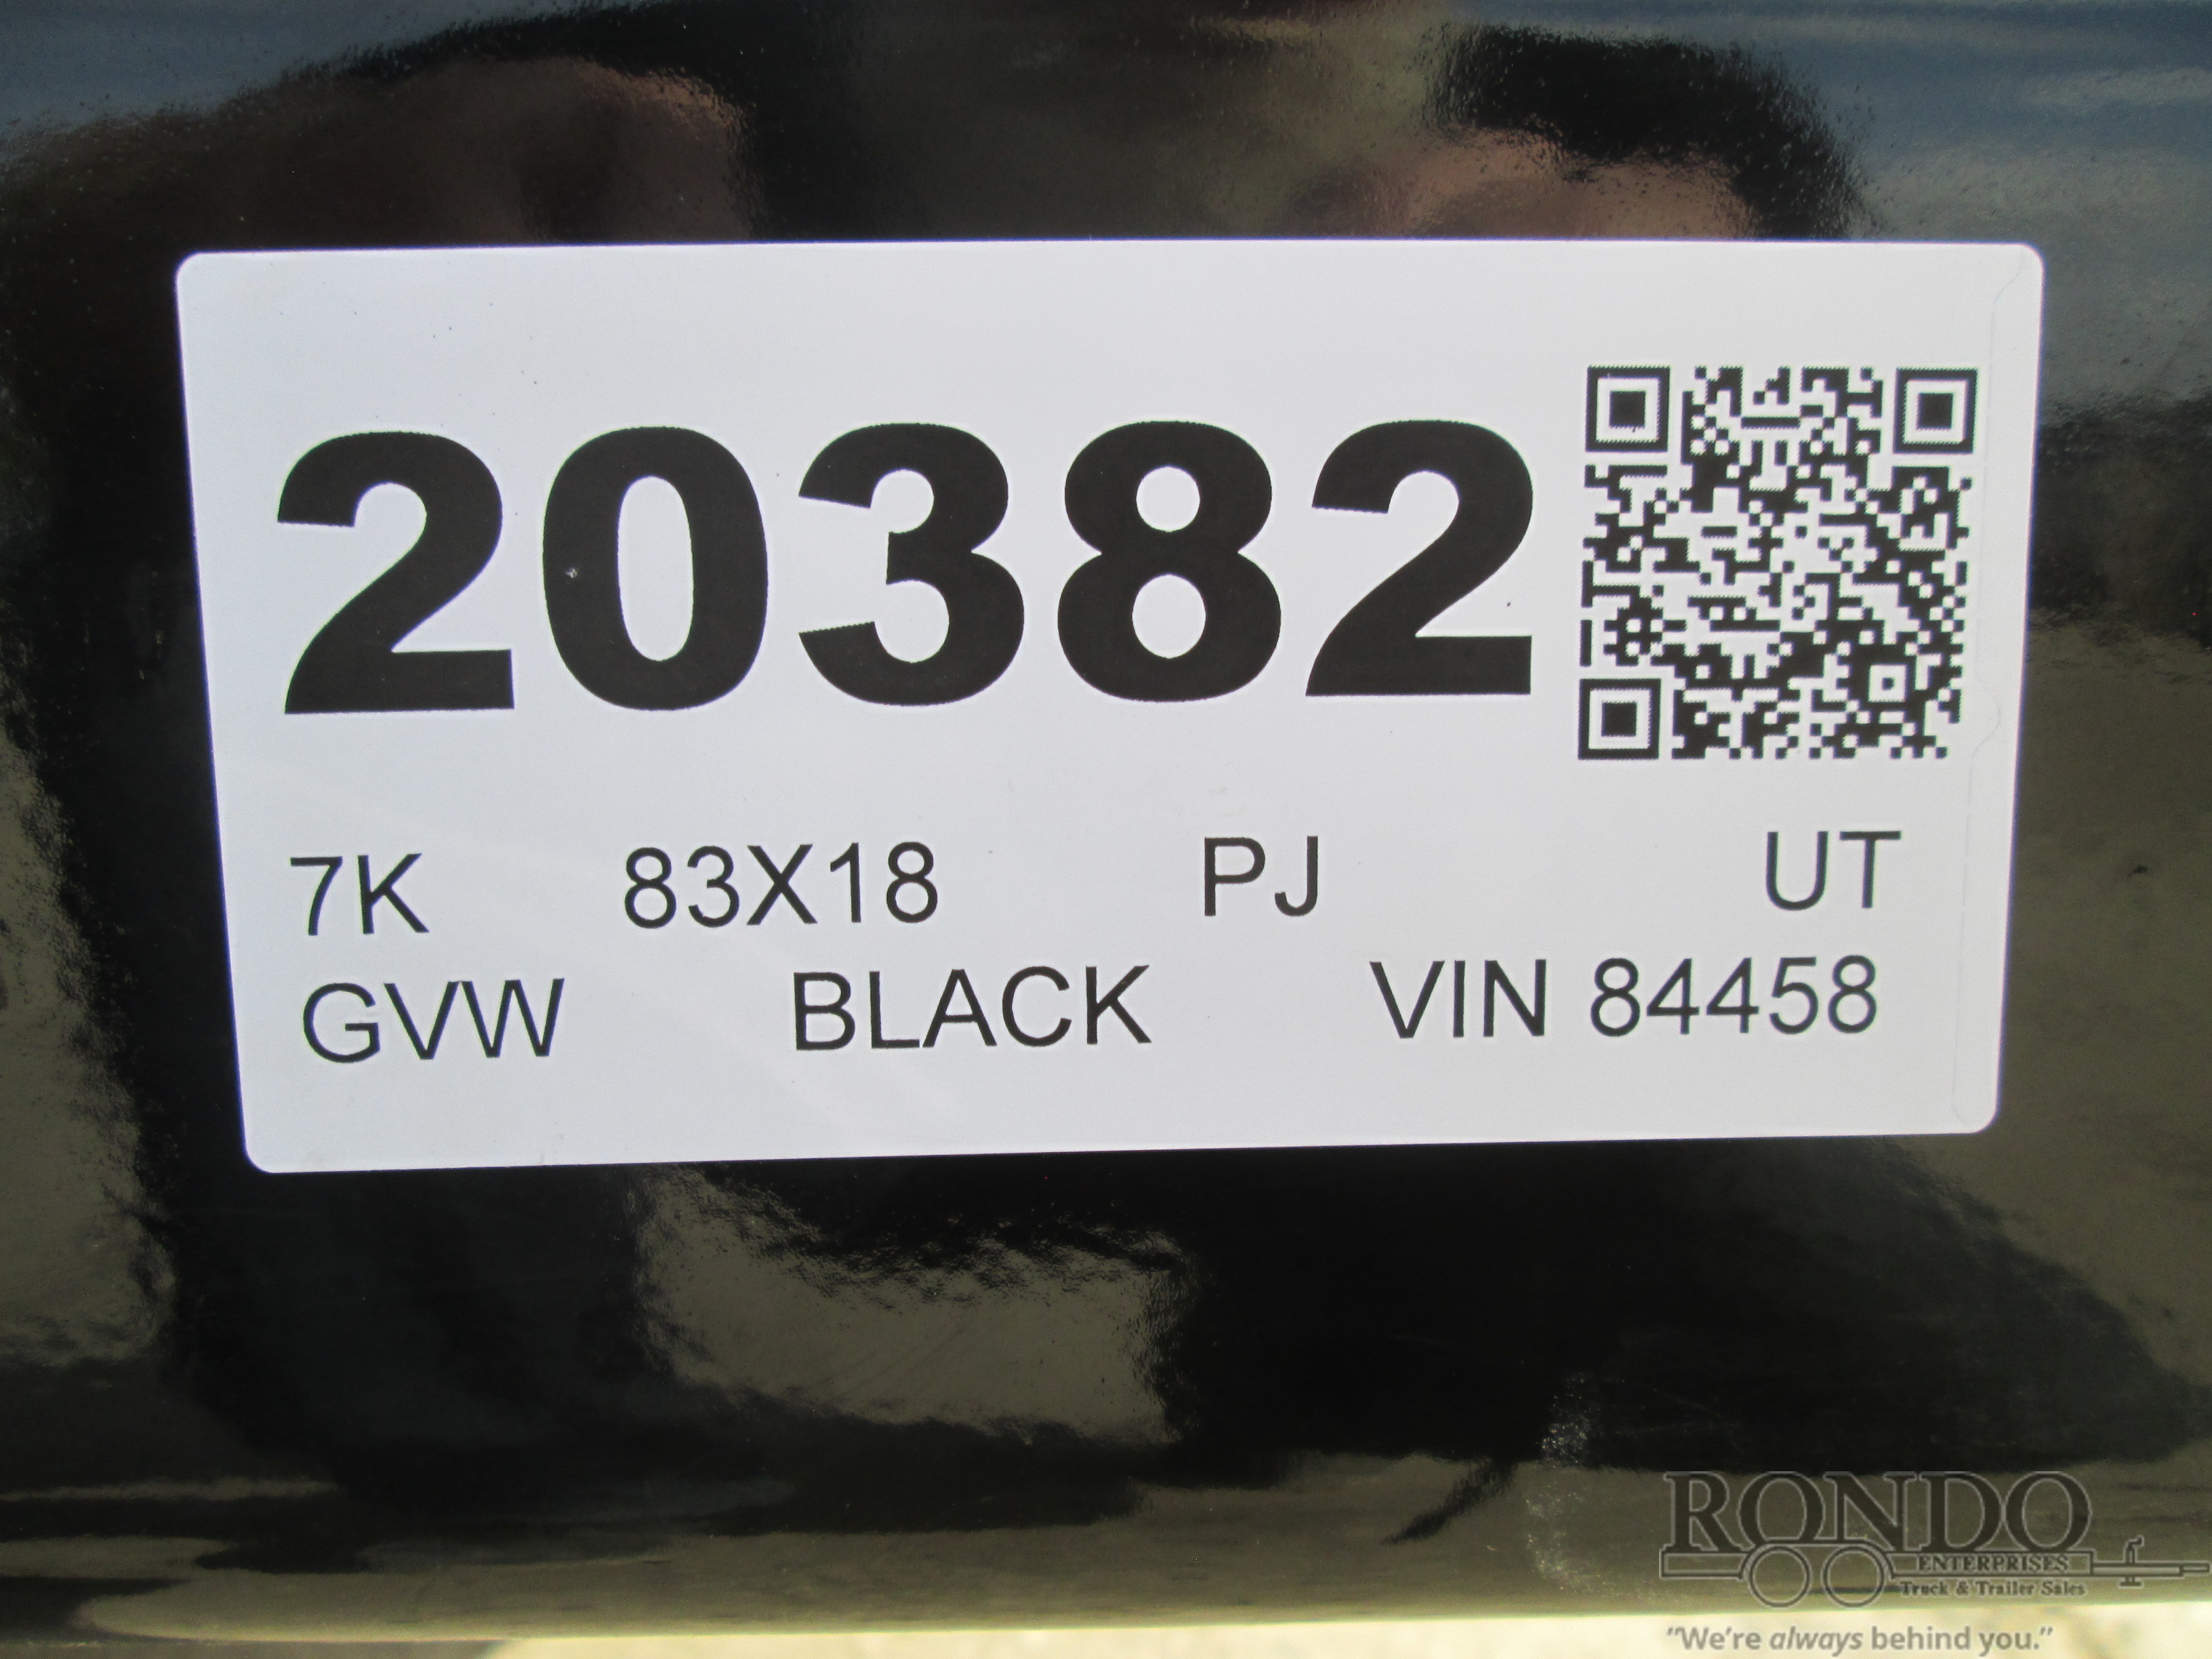 20382
7K 83X18 PJ UT
GVW BLACK VIN 84458
RONDO
ENTERPRISES
Truck & Trailer Sales
"We're always behind you."